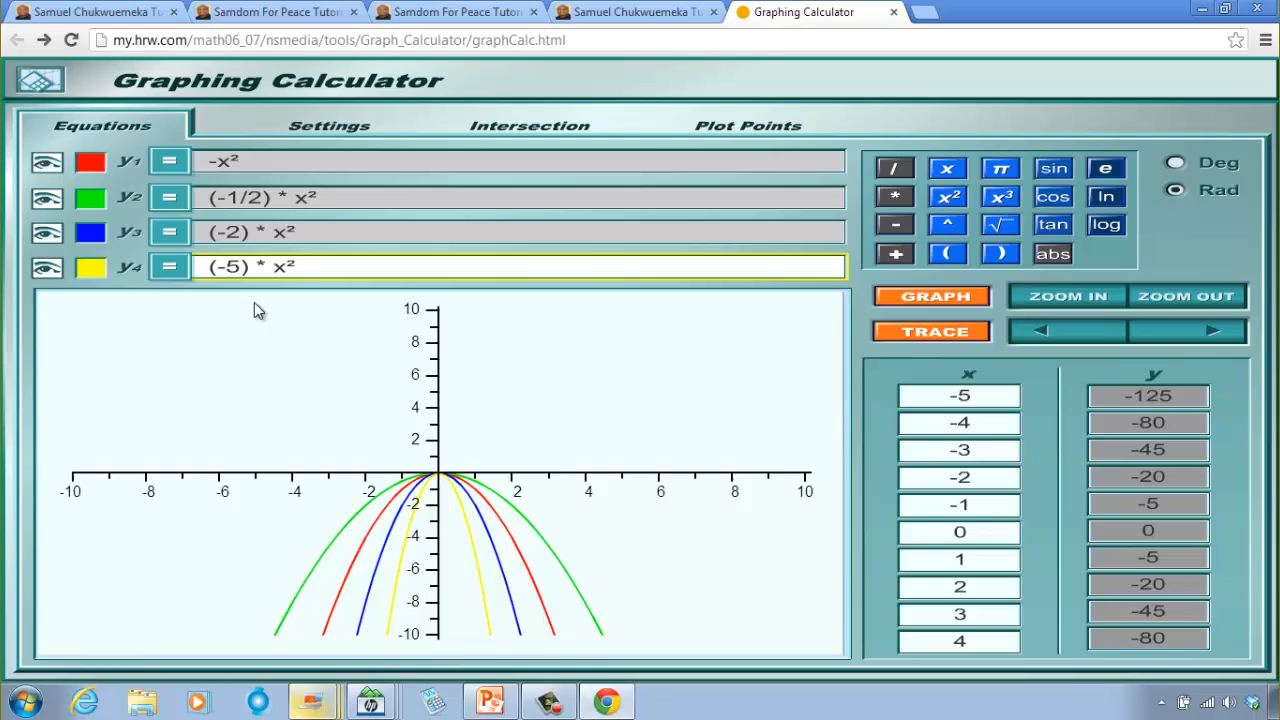 Samuel Chukwuemeka Tu
Samdom For Peace Tutor
Samdom For Peace Tutor
Samuel Chukwuemeka Tu
Graphing Calculator
my.hrw.com/math06_07/nsmedia/tools/Graph_Calculator/graphCalc.html
Graphing Calculator
Equations Settings Intersection Plot Points
y₁ = -x²
y₂ = (-1/2) * x²
y₃ = (-2) * x²
y₄ = (-5) * x²
/ x π sin e
* x² x³ cos ln
- ^ √ tan log
+ ( ) abs
Deg
Rad
GRAPH ZOOM IN ZOOM OUT
TRACE
10
8
6
4
2
-10 -8 -6 -4 -2 2 4 6 8 10
-2
-4
-6
-8
-10
x y
-5 -125
-4 -80
-3 -45
-2 -20
-1 -5
0 0
1 -5
2 -20
3 -45
4 -80
hp
P